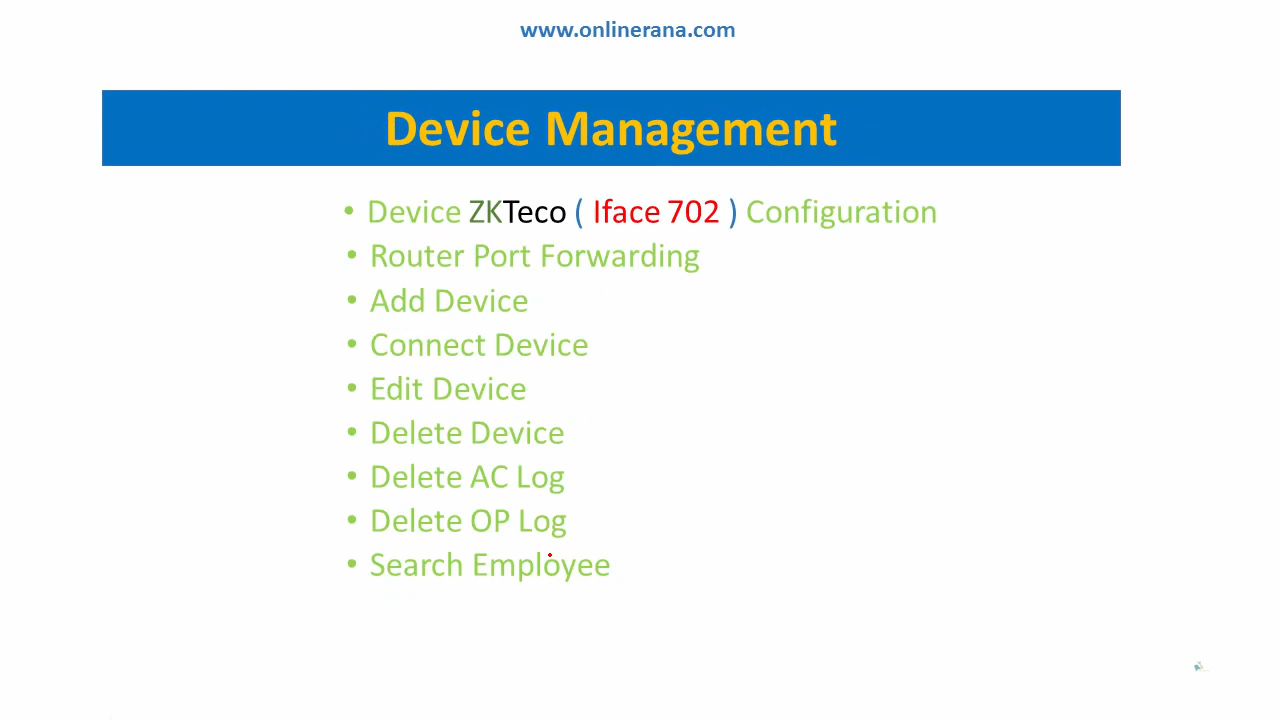 www.onlinerana.com
Device Management
• Device ZKTeco ( Iface 702 ) Configuration
• Router Port Forwarding
• Add Device
• Connect Device
• Edit Device
• Delete Device
• Delete AC Log
• Delete OP Log
• Search Employee